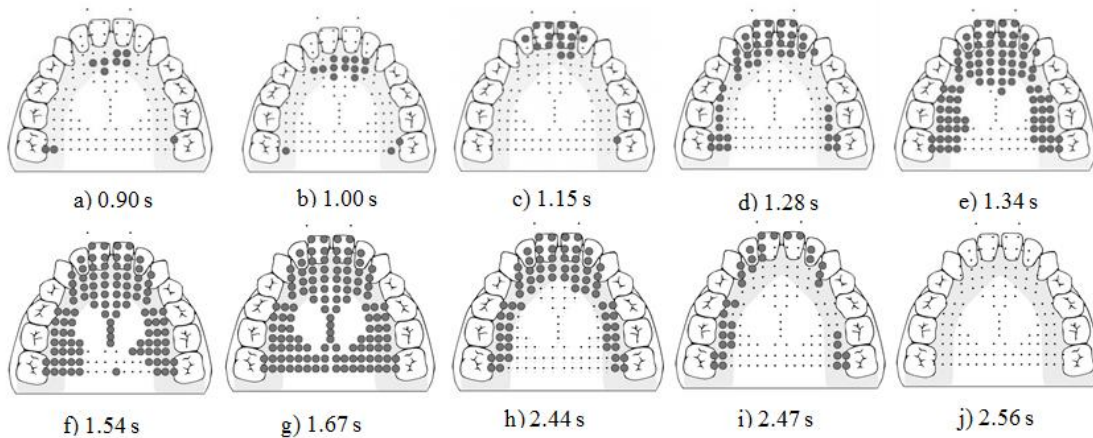 a) 0.90 s b) 1.00 s c) 1.15 s d) 1.28 s e) 1.34 s
f) 1.54 s g) 1.67 s h) 2.44 s i) 2.47 s j) 2.56 s